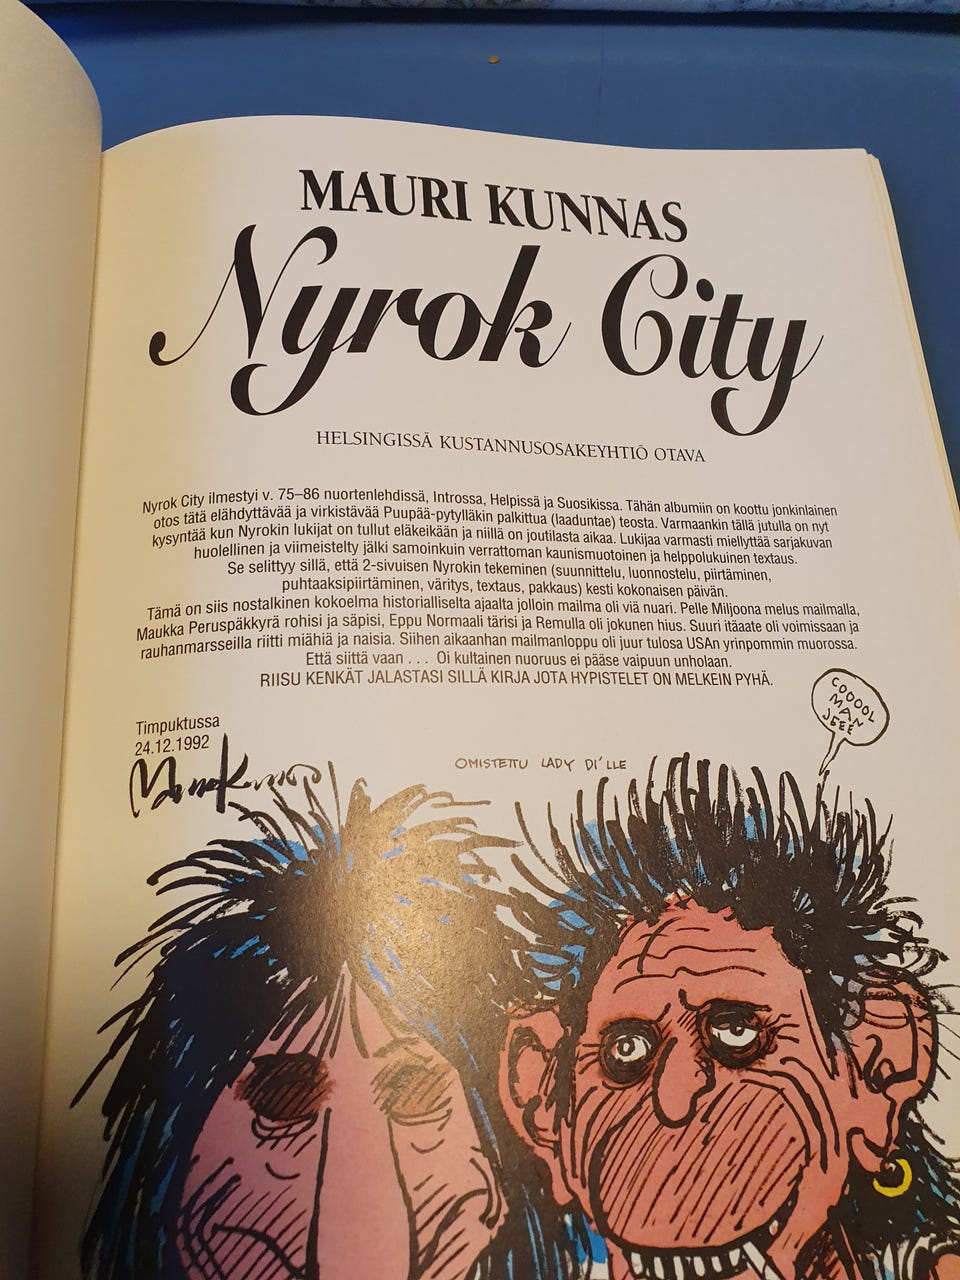 MAURI KUNNAS
Nyrok City
HELSINGISSÄ KUSTANNUSOSAKEYHTIÖ OTAVA
Nyrok City ilmestyi v. 75–86 nuortenlehdissä, Introssa, Helpissä ja Suosikissa. Tähän albumiin on koottu jonkinlainen
otos tätä elähdyttävää ja virkistävää Puupää-pytylläkin palkittua (laaduntae) teosta. Varmaankin tällä jutulla on nyt
kysyntää kun Nyrokin lukijat on tullut eläkeikään ja niillä on joutilasta aikaa. Lukijaa varmasti miellyttää sarjakuvan
huolellinen ja viimeistelty jälki samoinkuin verrattoman kaunismuotoinen ja helppolukuinen textaus.
Se selittyy sillä, että 2-sivuisen Nyrokin tekeminen (suunnittelu, luonnostelu, piirtäminen,
puhtaaksipiirtäminen, väritys, textaus, pakkaus) kesti kokonaisen päivän.
Tämä on siis nostalkinen kokoelma historialliselta ajaalta jolloin mailma oli viä nuari. Pelle Miljoona melus mailmalla,
Maukka Peruspäkkyrä rohisi ja säpisi, Eppu Normaali tärisi ja Remulla oli jokunen hius. Suuri itäaate oli voimissaan ja
rauhanmarsseilla riitti miähiä ja naisia. Siihen aikaanhan mailmanloppu oli juur tulosa USAn yrinpommin muorossa.
Että siittä vaan . . . Oi kultainen nuoruus ei pääse vaipuun unholaan.
RIISU KENKÄT JALASTASI SILLÄ KIRJA JOTA HYPISTELET ON MELKEIN PYHÄ.
COOOOL
MAN
JEEE
Timpuktussa
24.12.1992
Mauri Kunnas
OMISTETTU LADY DI'LLE